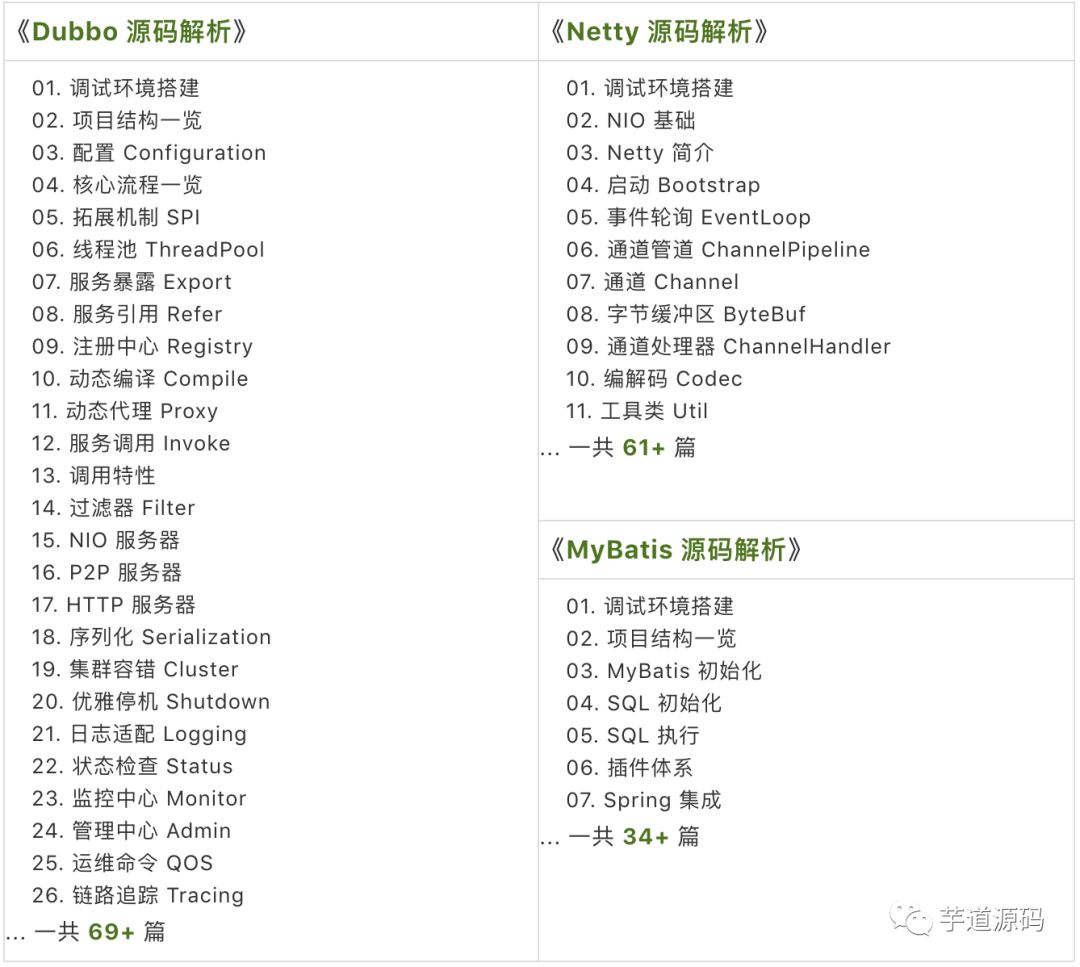 《Dubbo 源码解析》
01. 调试环境搭建
02. 项目结构一览
03. 配置 Configuration
04. 核心流程一览
05. 拓展机制 SPI
06. 线程池 ThreadPool
07. 服务暴露 Export
08. 服务引用 Refer
09. 注册中心 Registry
10. 动态编译 Compile
11. 动态代理 Proxy
12. 服务调用 Invoke
13. 调用特性
14. 过滤器 Filter
15. NIO 服务器
16. P2P 服务器
17. HTTP 服务器
18. 序列化 Serialization
19. 集群容错 Cluster
20. 优雅停机 Shutdown
21. 日志适配 Logging
22. 状态检查 Status
23. 监控中心 Monitor
24. 管理中心 Admin
25. 运维命令 QOS
26. 链路追踪 Tracing
... 一共 69+ 篇
《Netty 源码解析》
01. 调试环境搭建
02. NIO 基础
03. Netty 简介
04. 启动 Bootstrap
05. 事件轮询 EventLoop
06. 通道管道 ChannelPipeline
07. 通道 Channel
08. 字节缓冲区 ByteBuf
09. 通道处理器 ChannelHandler
10. 编解码 Codec
11. 工具类 Util
... 一共 61+ 篇
《MyBatis 源码解析》
01. 调试环境搭建
02. 项目结构一览
03. MyBatis 初始化
04. SQL 初始化
05. SQL 执行
06. 插件体系
07. Spring 集成
... 一共 34+ 篇
芋道源码